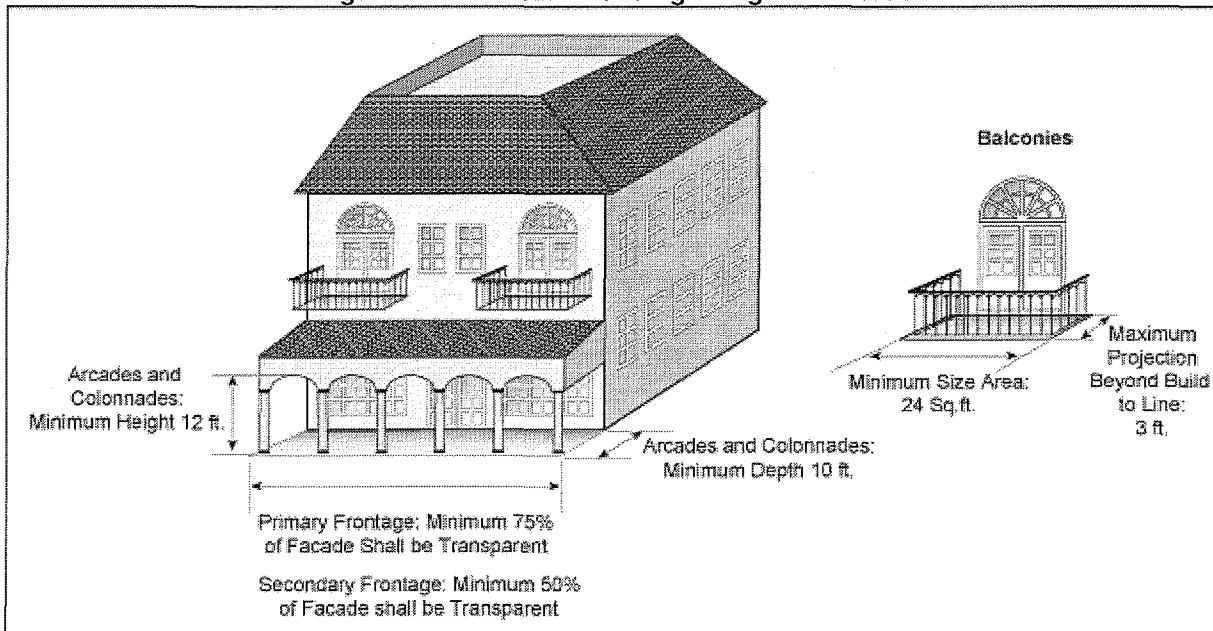 Balconies
Arcades and
Colonnades:
Minimum Height 12 ft.
Maximum
Projection
Beyond Build
to Line:
3 ft.
Minimum Size Area:
24 Sq.ft.
Arcades and Colonnades:
Minimum Depth 10 ft.
Primary Frontage: Minimum 75%
of Facade Shall be Transparent
Secondary Frontage: Minimum 50%
of Facade shall be Transparent